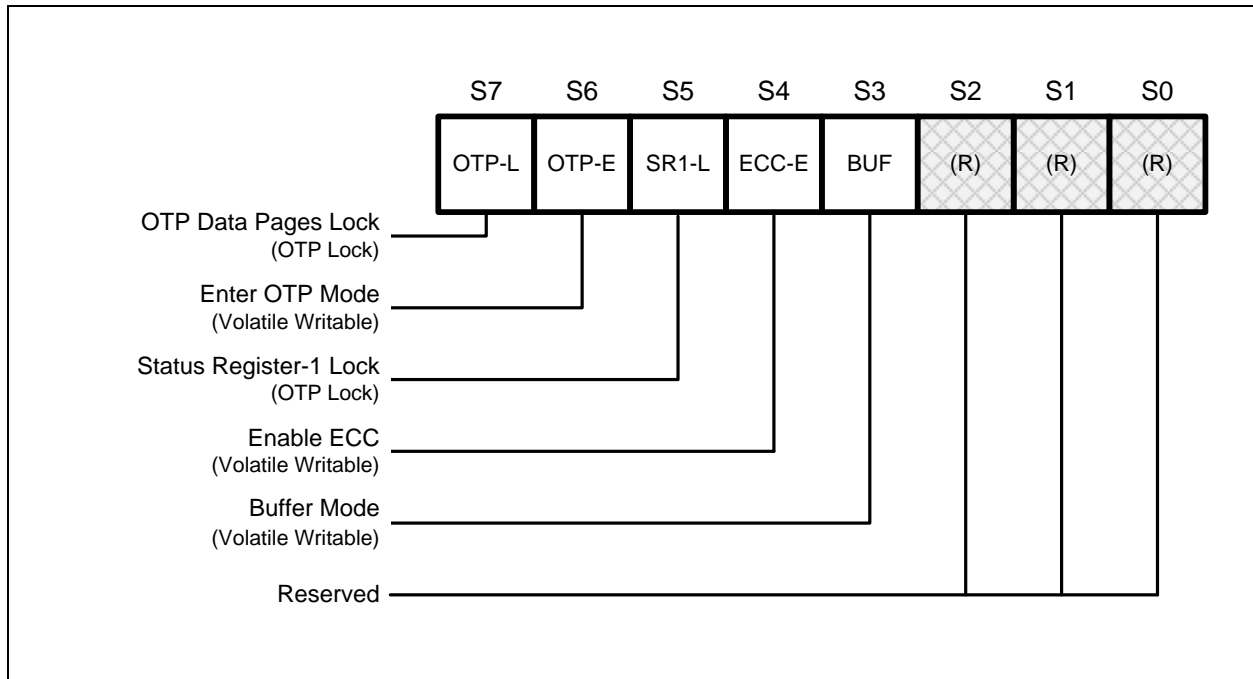 S7 S6 S5 S4 S3 S2 S1 S0
OTP-L OTP-E SR1-L ECC-E BUF (R) (R) (R)
OTP Data Pages Lock
(OTP Lock)
Enter OTP Mode
(Volatile Writable)
Status Register-1 Lock
(OTP Lock)
Enable ECC
(Volatile Writable)
Buffer Mode
(Volatile Writable)
Reserved